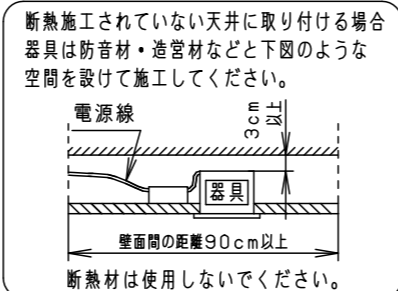 断熱施工されていない天井に取り付ける場合
器具は防音材・造営材などと下図のような
空間を設けて施工してください。
電源線
3cm
以上
器具
壁面間の距離90cm以上
断熱材は使用しないでください。